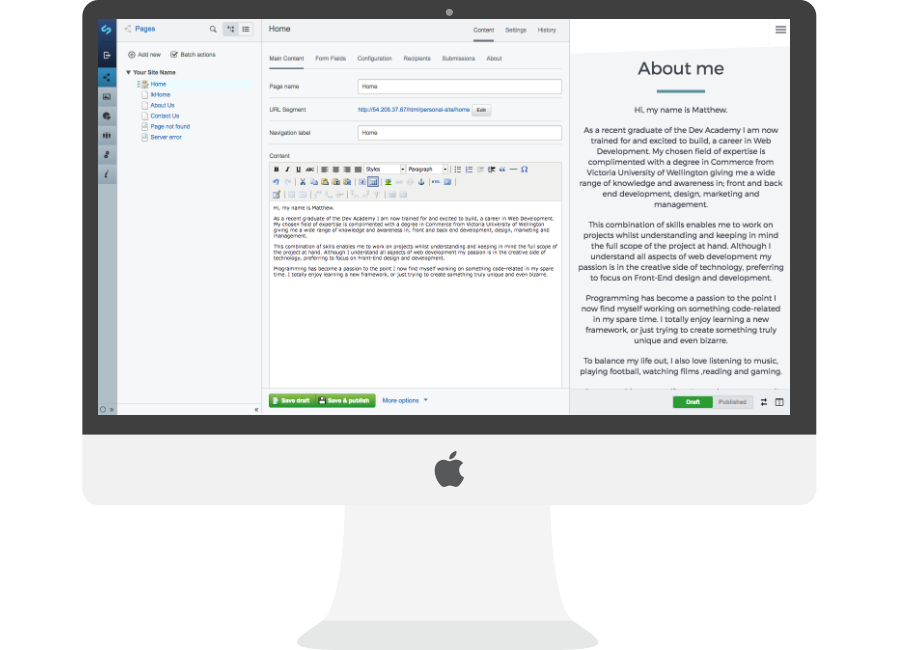 Pages
Add new
Batch actions
Your Site Name
Home
IkHome
About Us
Contact Us
Page not found
Server error
Home
Content
Settings
History
Main Content
Form Fields
Configuration
Recipients
Submissions
About
Page name
Home
URL Segment
http://54.206.37.67/html/personal-site/home
Edit
Navigation label
Home
Content
B I U ABC
Styles
Paragraph
HTML
Hi, my name is Matthew.
As a recent graduate of the Dev Academy I am now trained for and excited to build, a career in Web Development.
My chosen field of expertise is complimented with a degree in Commerce from Victoria University of Wellington
giving me a wide range of knowledge and awareness in; front and back end development, design, marketing and
management.
This combination of skills enables me to work on projects whilst understanding and keeping in mind the full scope of
the project at hand. Although I understand all aspects of web development my passion is in the creative side of
technology, preferring to focus on Front-End design and development.
Programming has become a passion to the point I now find myself working on something code-related in my spare
time. I totally enjoy learning a new framework, or just trying to create something truly unique and even bizarre.
Save draft
Save & publish
More options
About me
Hi, my name is Matthew.
As a recent graduate of the Dev Academy I am now
trained for and excited to build, a career in Web
Development. My chosen field of expertise is
complimented with a degree in Commerce from
Victoria University of Wellington giving me a wide
range of knowledge and awareness in; front and back
end development, design, marketing and
management.
This combination of skills enables me to work on
projects whilst understanding and keeping in mind
the full scope of the project at hand. Although I
understand all aspects of web development my
passion is in the creative side of technology, preferring
to focus on Front-End design and development.
Programming has become a passion to the point I
now find myself working on something code-related
in my spare time. I totally enjoy learning a new
framework, or just trying to create something truly
unique and even bizarre.
To balance my life out, I also love listening to music,
playing football, watching films ,reading and gaming.
Draft
Published